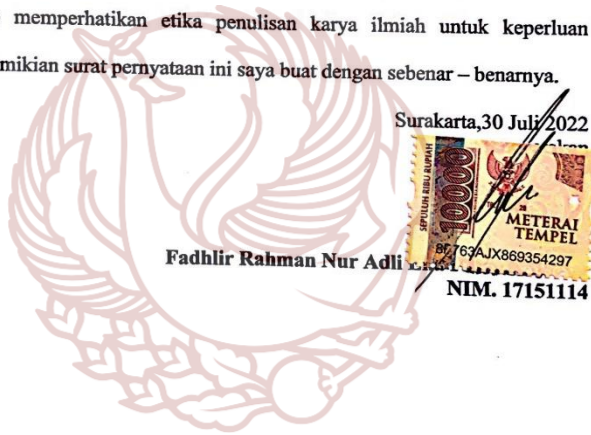 memperhatikan etika penulisan karya ilmiah untuk keperluan
mikian surat pernyataan ini saya buat dengan sebenar – benarnya.
Surakarta,30 Juli 2022
SEPULUH RIBU RUPIAH
10000
METERAI
TEMPEL
763AJX869354297
Fadhlir Rahman Nur Adli
NIM. 17151114